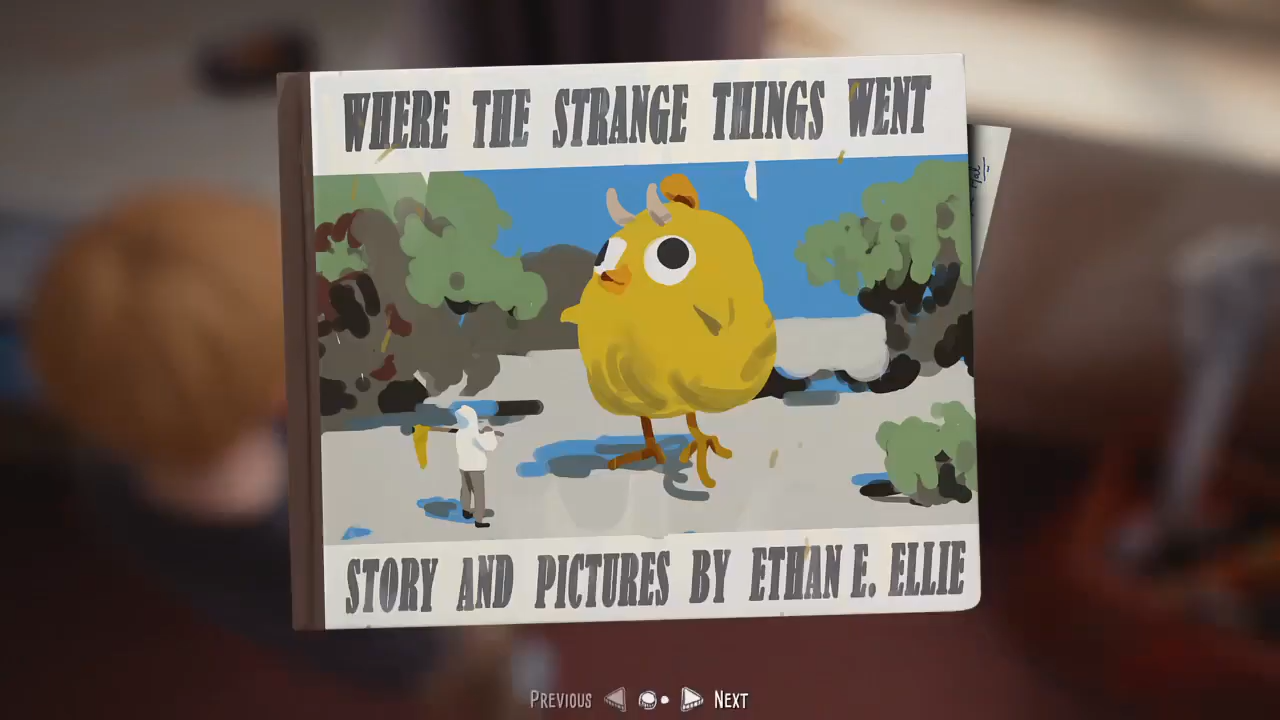 WHERE THE STRANGE THINGS WENT
STORY AND PICTURES BY ETHAN E. ELLIE
PREVIOUS NEXT